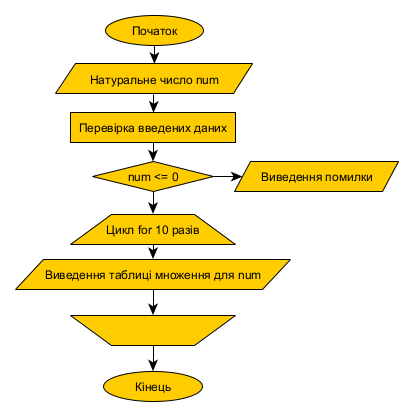 Початок
Натуральне число num
Перевірка введених даних
num <= 0
Виведення помилки
Цикл for 10 разів
Виведення таблиці множення для num
Кінець